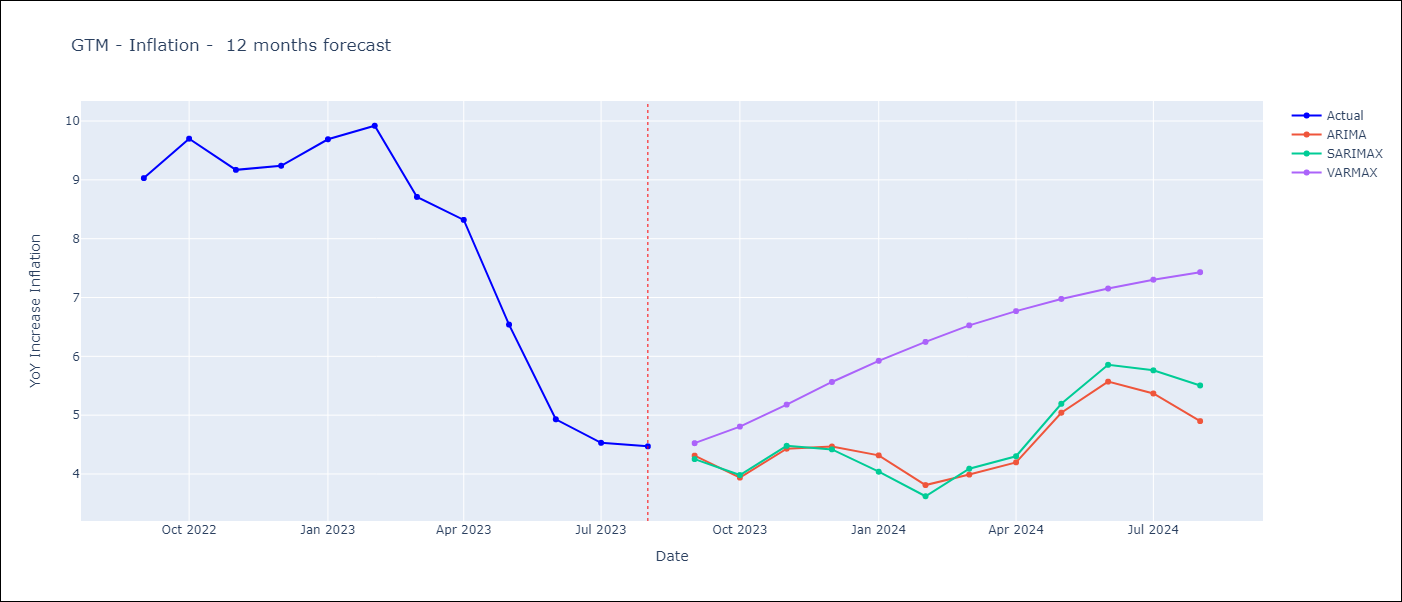 GTM - Inflation -  12 months forecast
Actual
ARIMA
SARIMAX
VARMAX
YoY Increase Inflation
10
9
8
7
6
5
4
Oct 2022
Jan 2023
Apr 2023
Jul 2023
Oct 2023
Jan 2024
Apr 2024
Jul 2024
Date